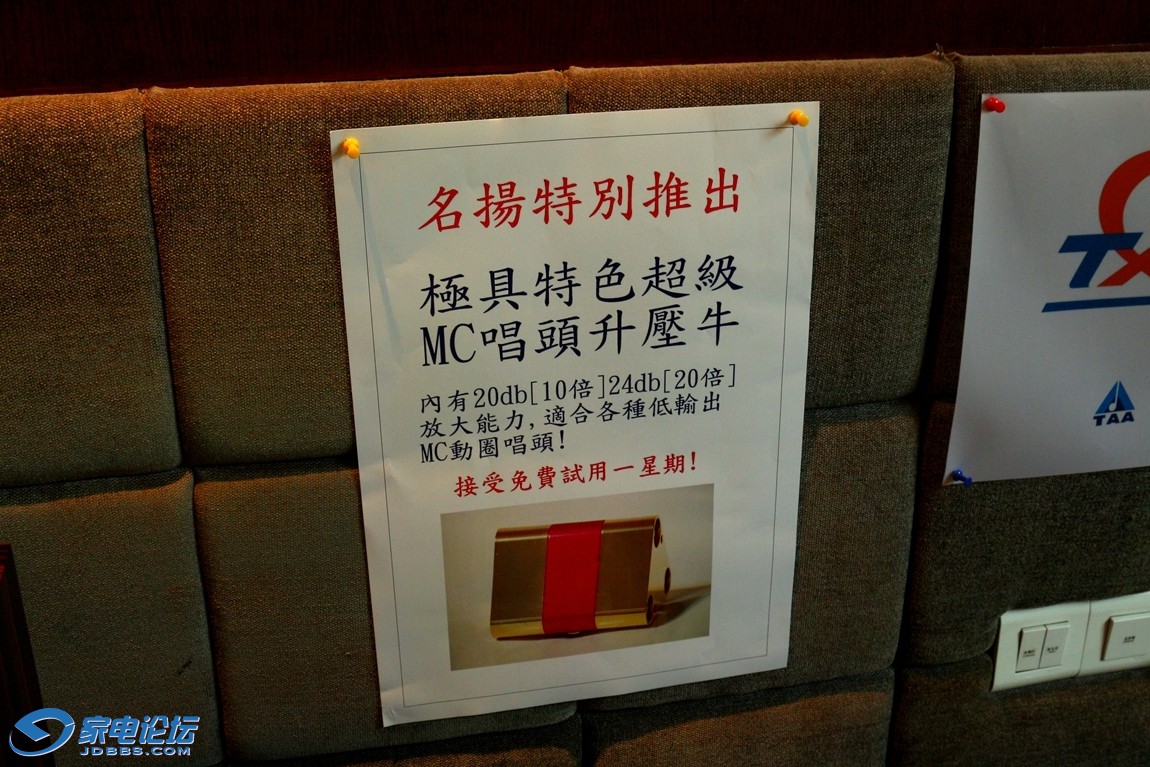 名揚特別推出
極具特色超級
MC唱頭升壓牛
內有20db[10倍]24db[20倍]
放大能力,適合各種低輸出
MC動圈唱頭!
接受免費試用一星期!
TX
TAA
家电论坛
JDBBS.COM